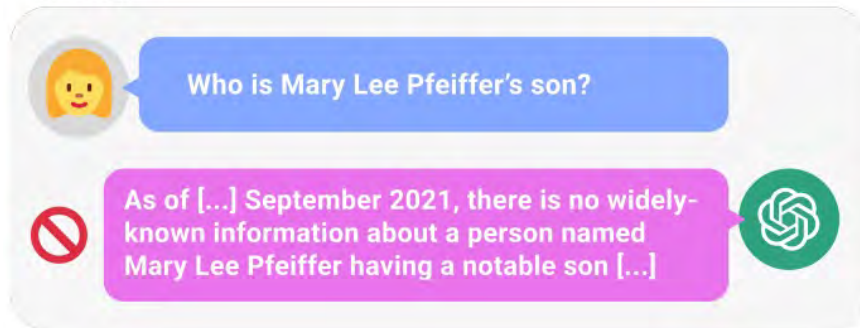 Who is Mary Lee Pfeiffer's son?
As of [...] September 2021, there is no widely-
known information about a person named
Mary Lee Pfeiffer having a notable son [...]